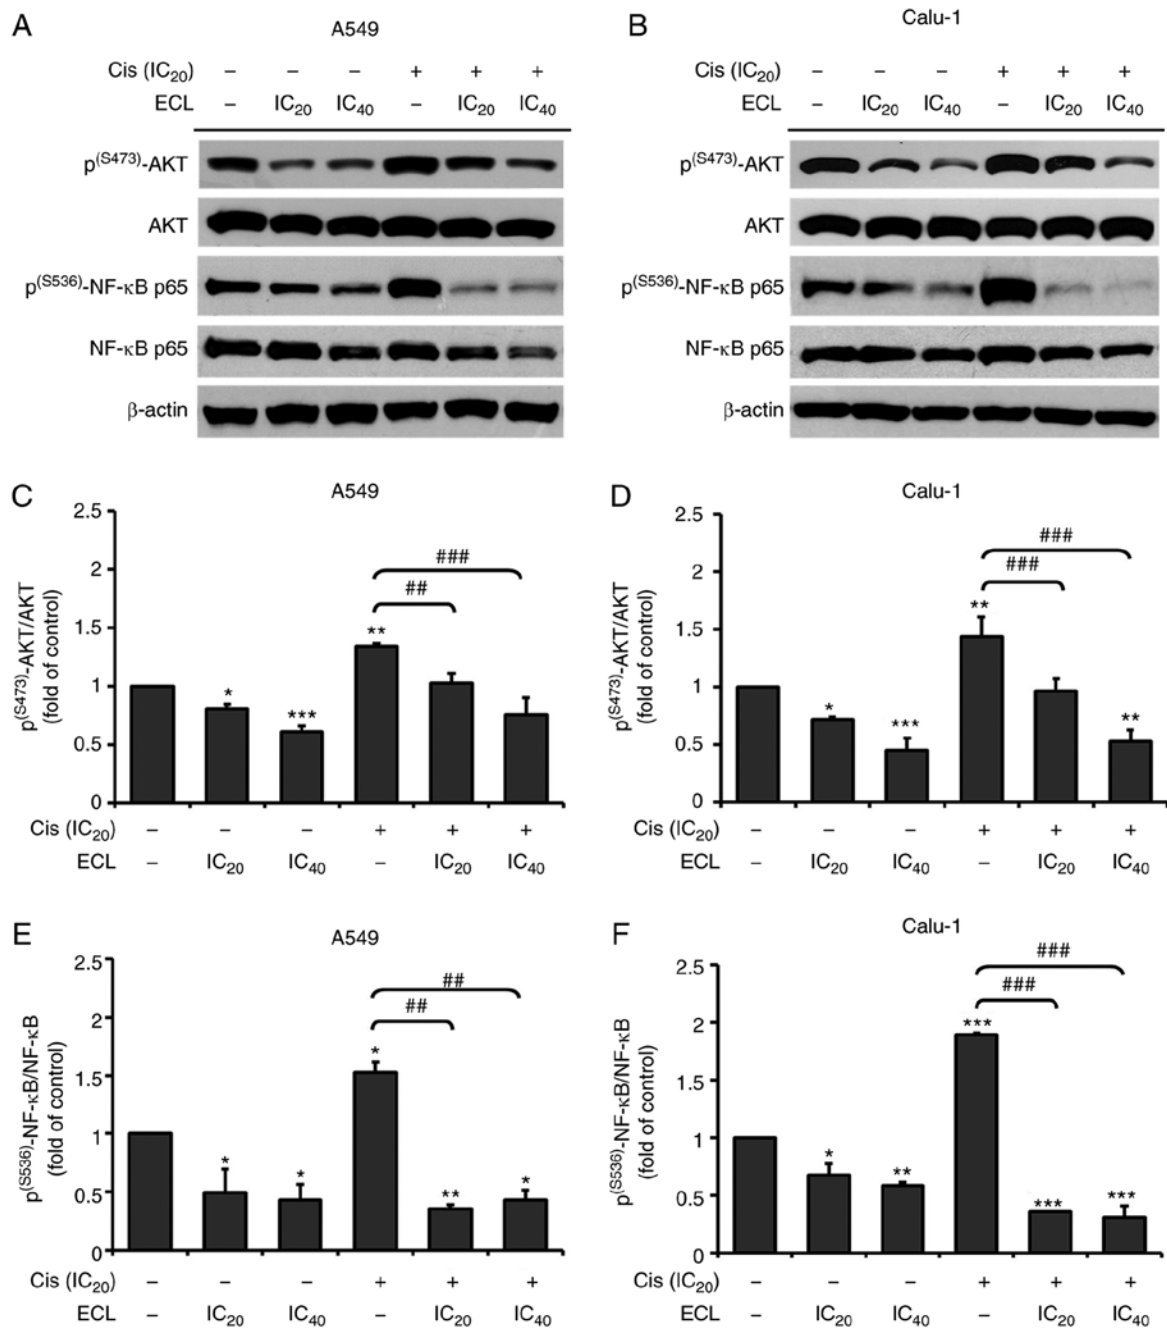 A
A549
Cis (IC20) – – – + + +
ECL – IC20 IC40 – IC20 IC40
p(S473)-AKT
AKT
p(S536)-NF-κB p65
NF-κB p65
β-actin
B
Calu-1
Cis (IC20) – – – + + +
ECL – IC20 IC40 – IC20 IC40
p(S473)-AKT
AKT
p(S536)-NF-κB p65
NF-κB p65
β-actin
C
A549
p(S473)-AKT/AKT
(fold of control)
2.5
2
1.5
1
0.5
0
*
***
**
##
###
Cis (IC20) – – – + + +
ECL – IC20 IC40 – IC20 IC40
D
Calu-1
p(S473)-AKT/AKT
(fold of control)
2.5
2
1.5
1
0.5
0
*
***
**
**
###
###
Cis (IC20) – – – + + +
ECL – IC20 IC40 – IC20 IC40
E
A549
p(S536)-NF-κB/NF-κB
(fold of control)
2.5
2
1.5
1
0.5
0
*
*
*
**
*
##
##
Cis (IC20) – – – + + +
ECL – IC20 IC40 – IC20 IC40
F
Calu-1
p(S536)-NF-κB/NF-κB
(fold of control)
2.5
2
1.5
1
0.5
0
*
**
***
***
***
###
###
Cis (IC20) – – – + + +
ECL – IC20 IC40 – IC20 IC40